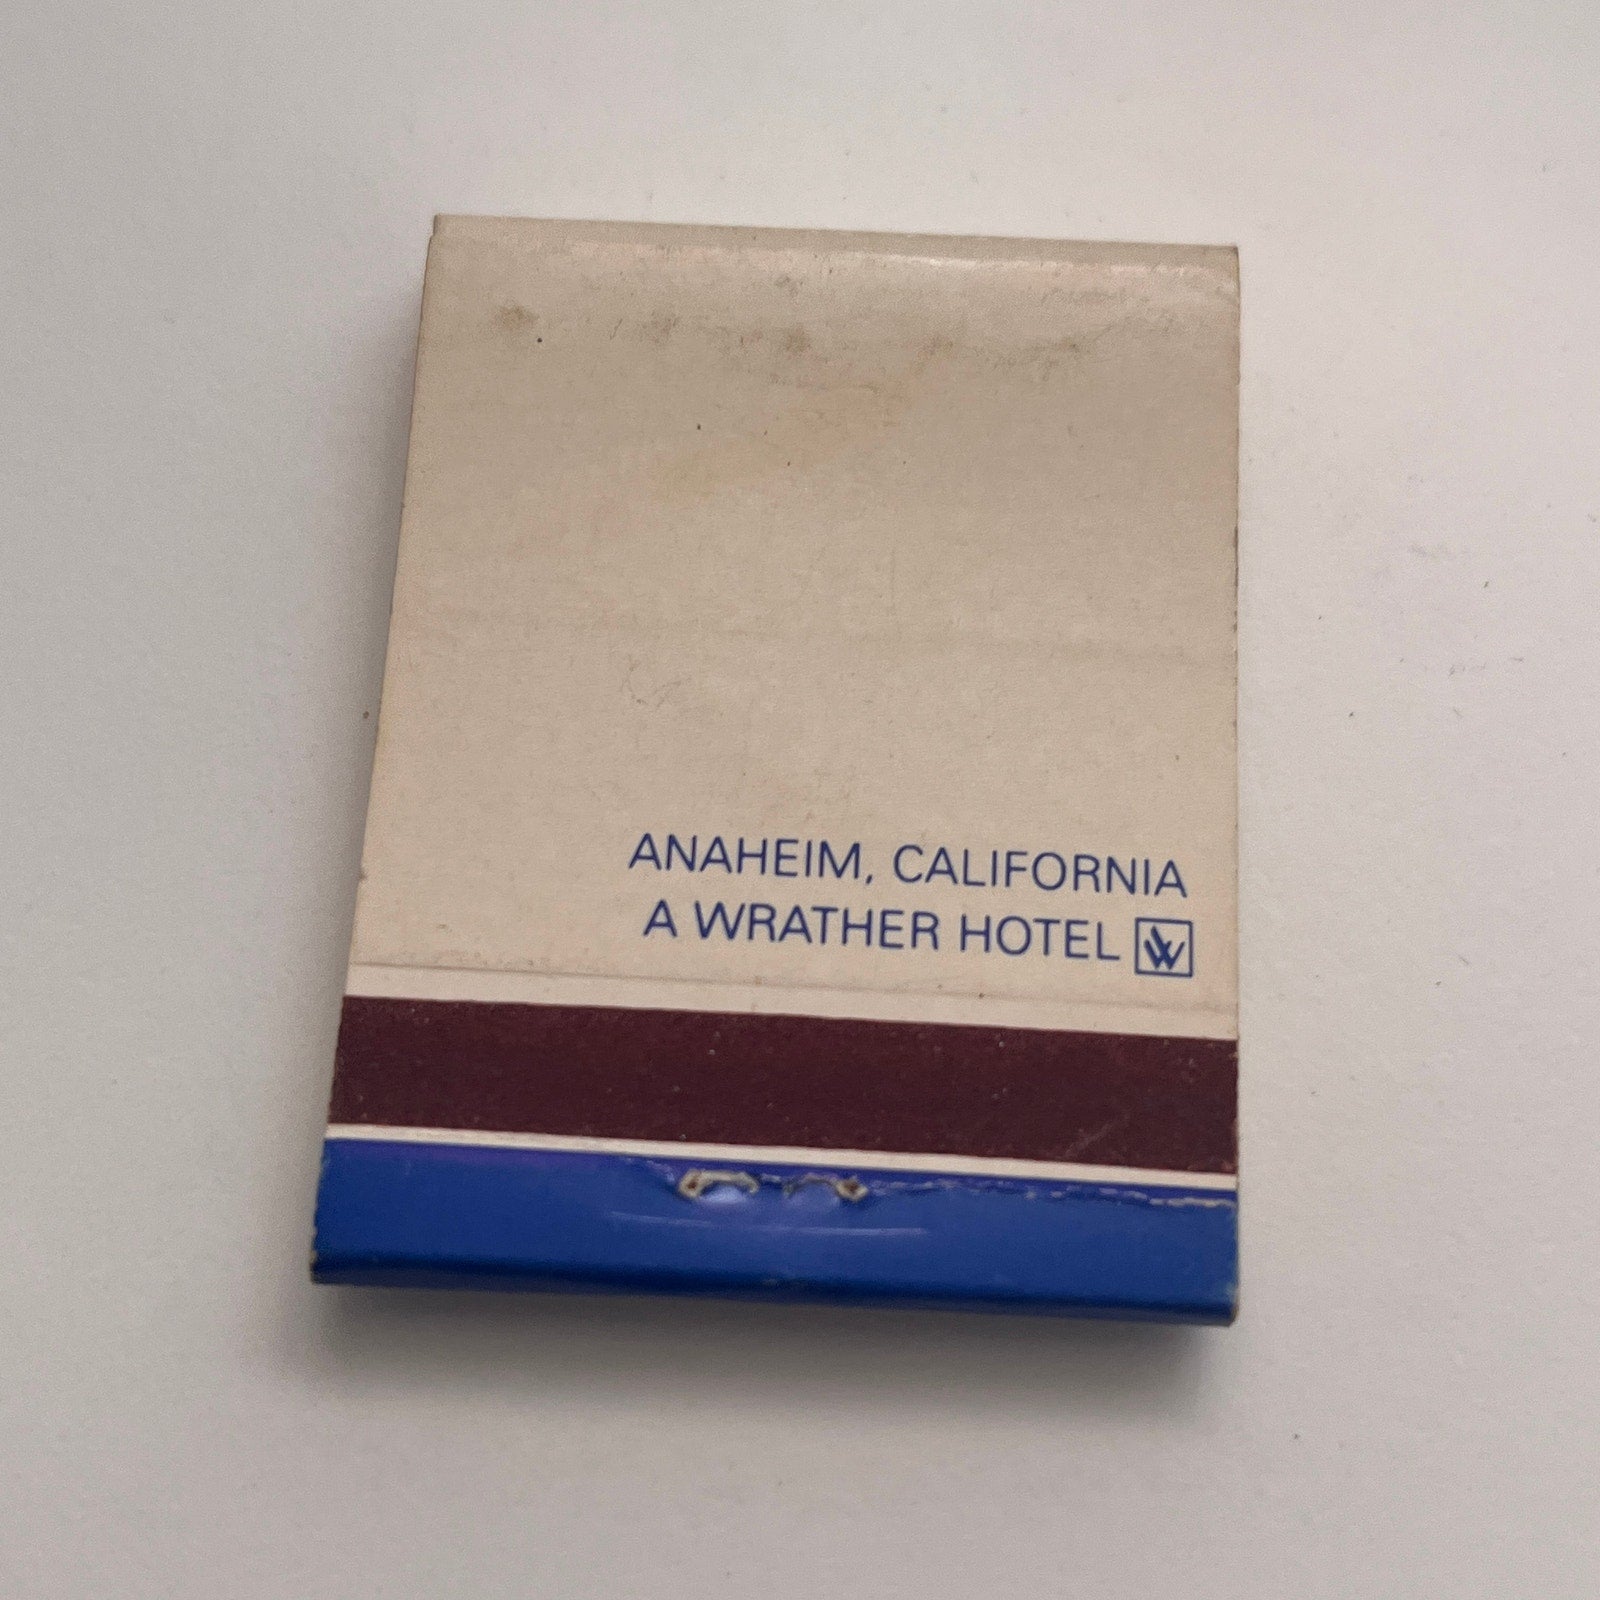 ANAHEIM, CALIFORNIA
A WRATHER HOTEL W